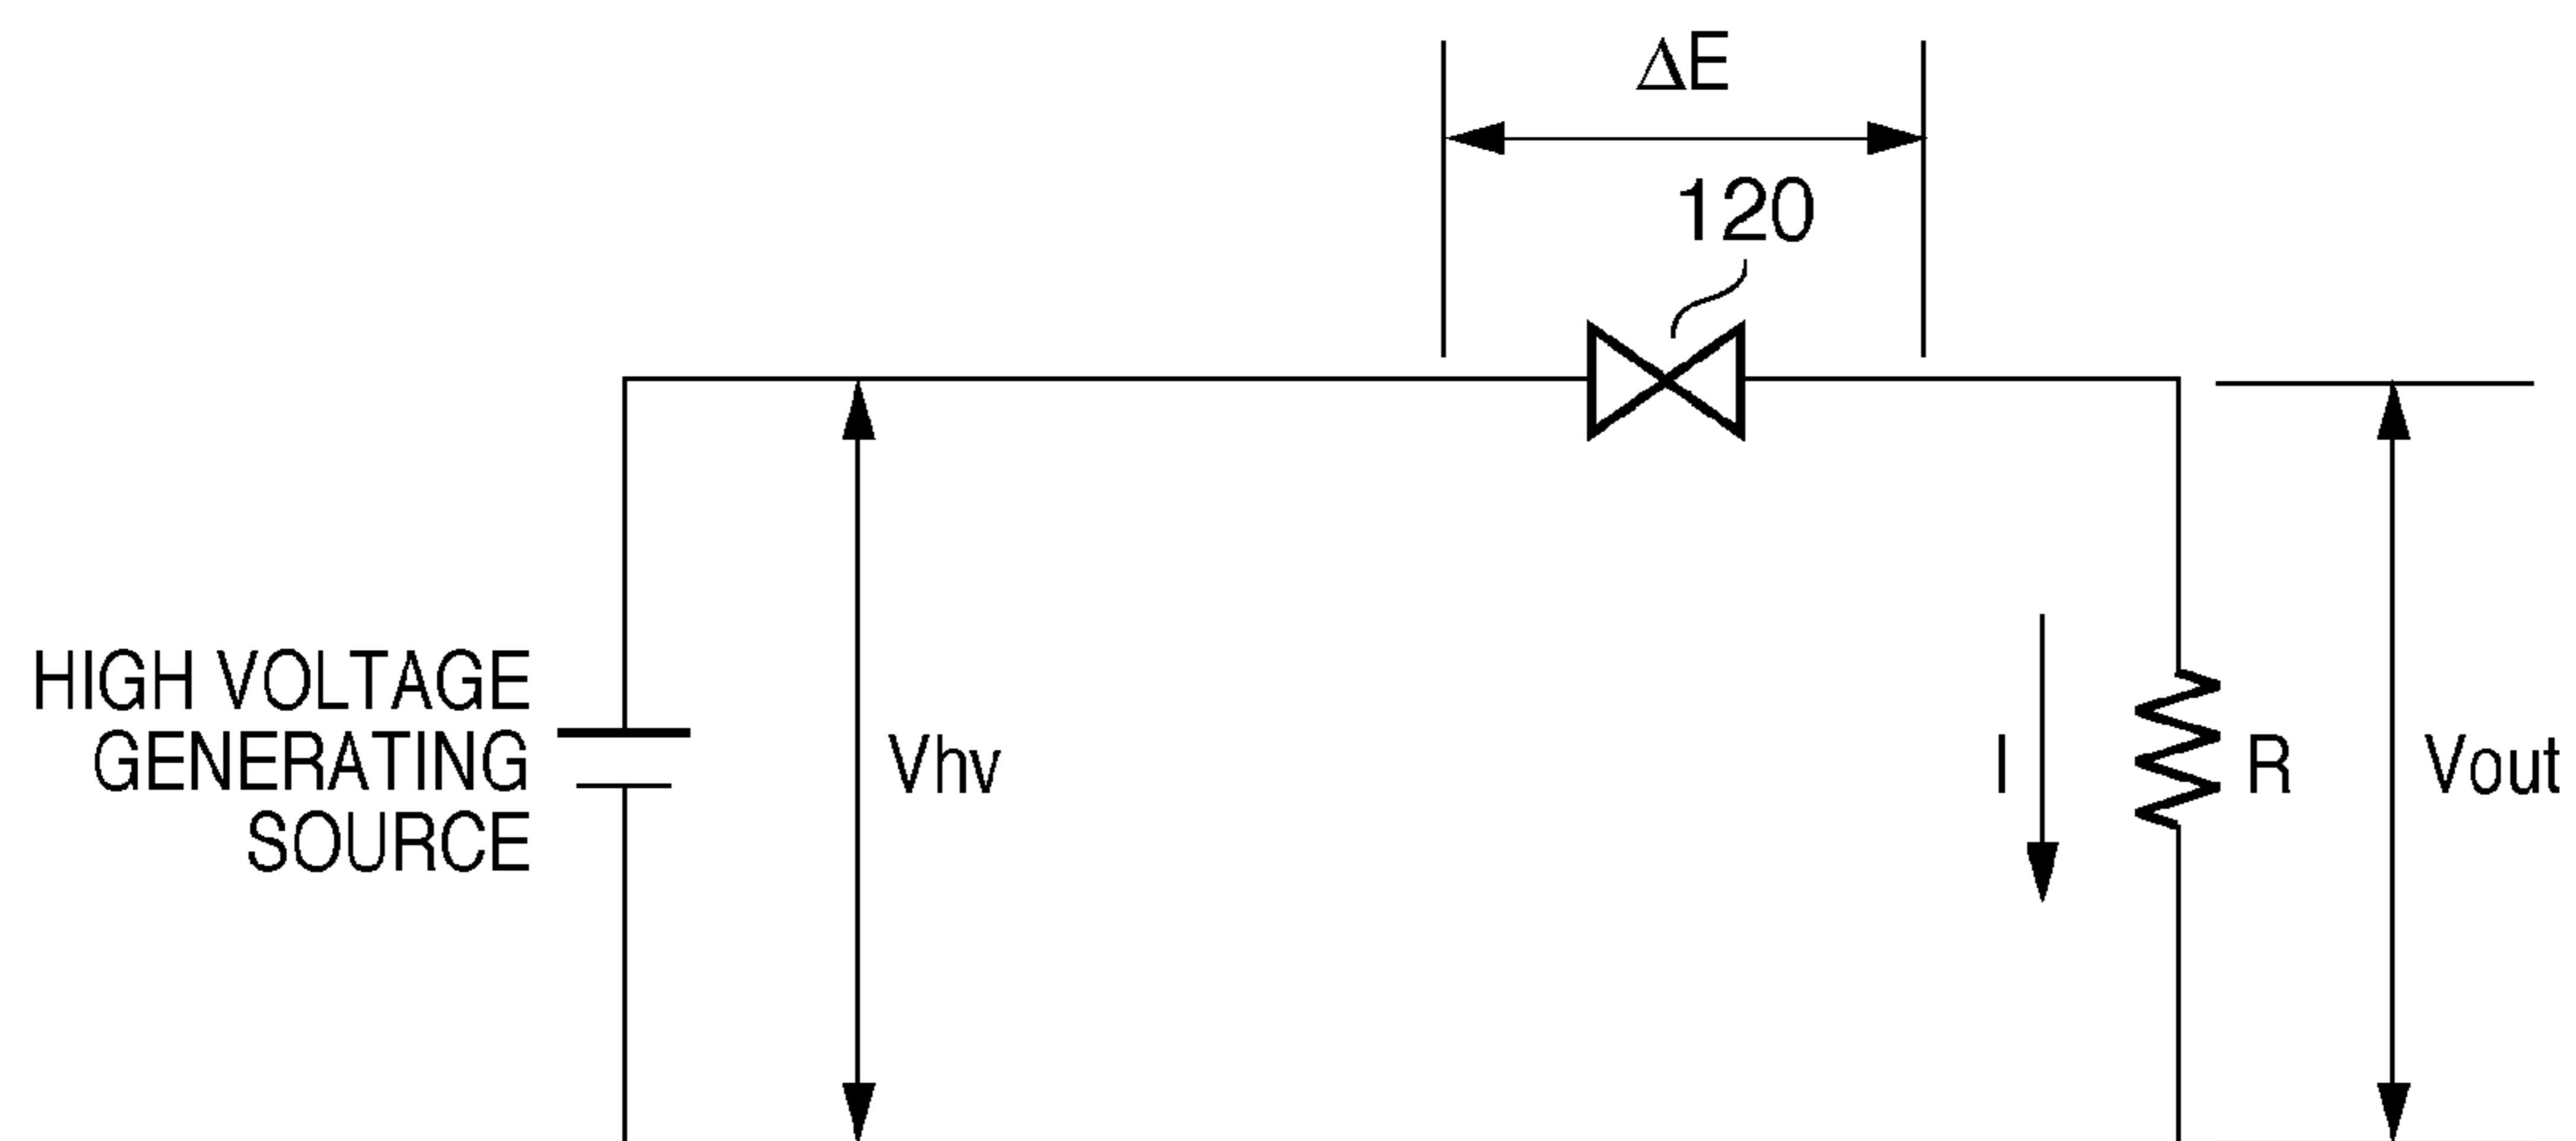 ΔE
120
HIGH VOLTAGE
GENERATING
SOURCE
Vhv
I
R
Vout